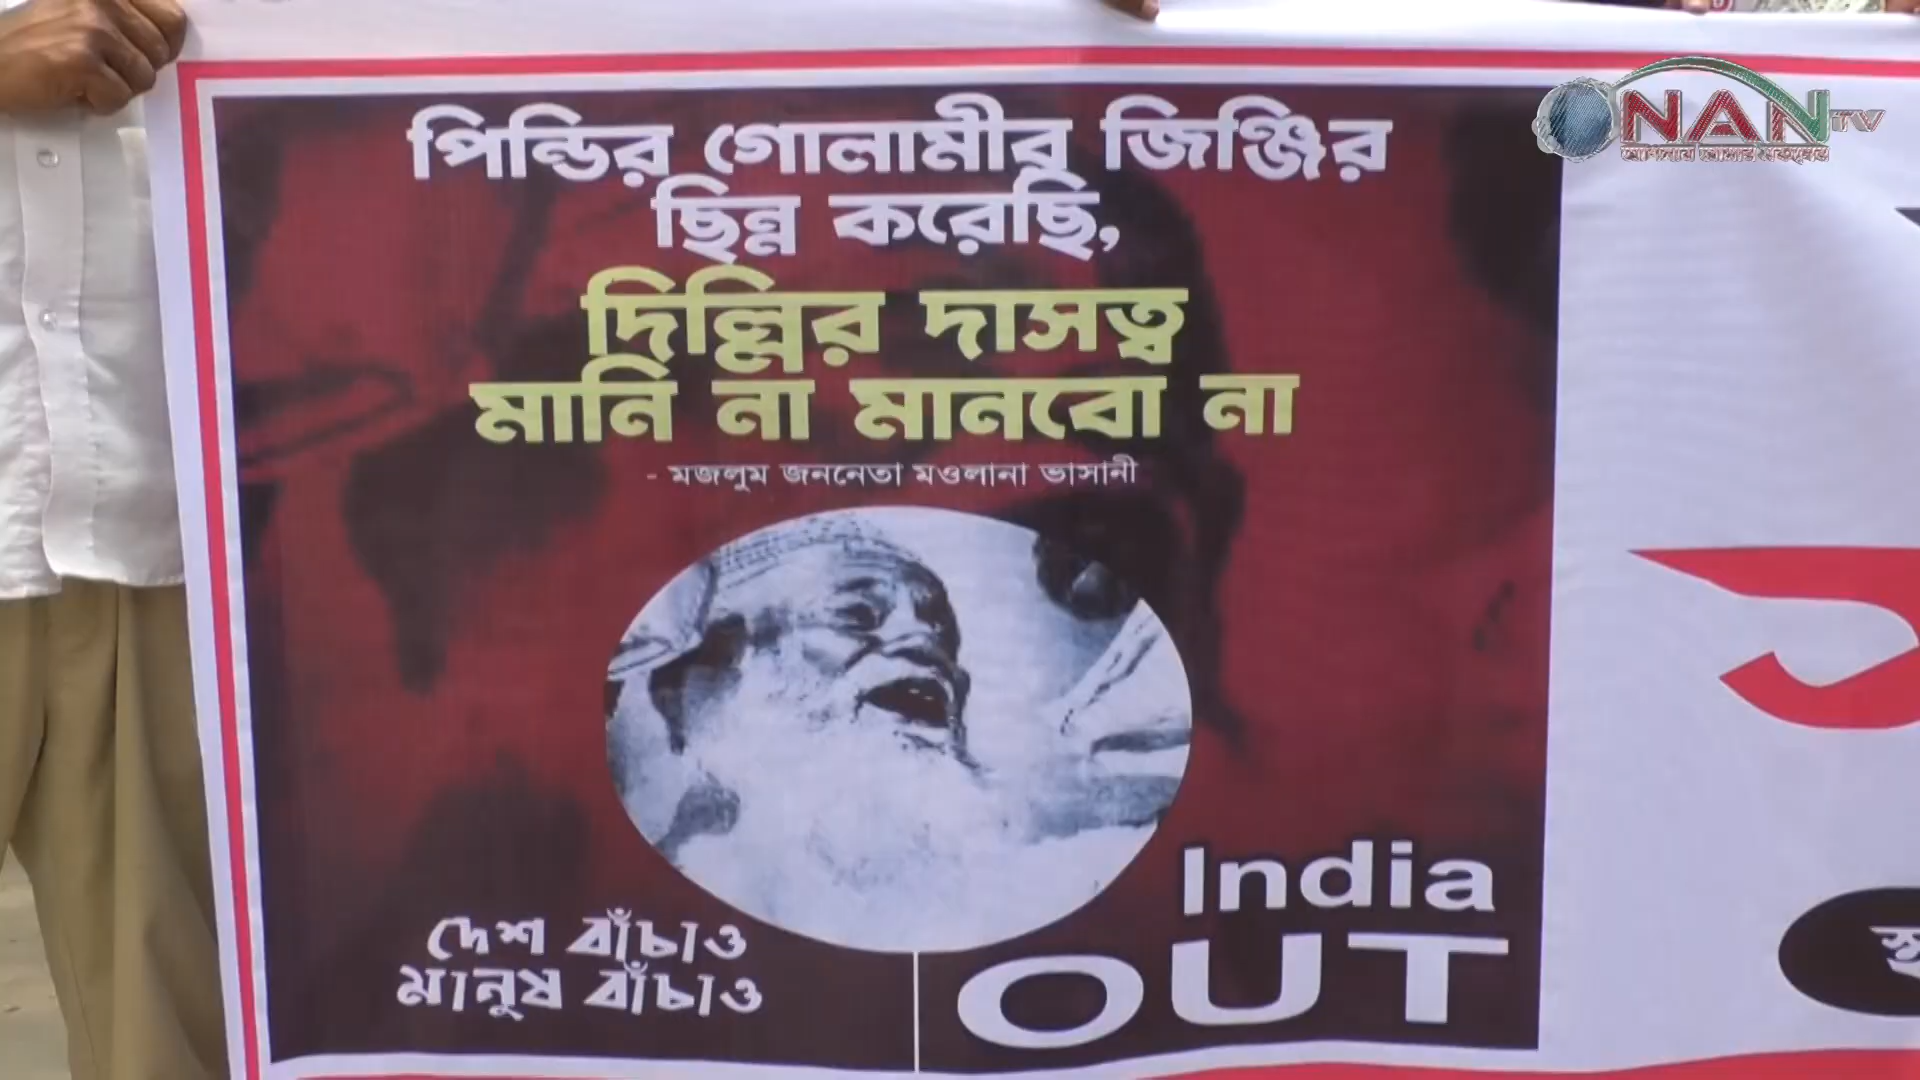 পিন্ডির গোলামীর জিঞ্জির
ছিন্ন করেছি,
দিল্লির দাসত্ব
মানি না মানবো না
- মজলুম জননেতা মওলানা ভাসানী
দেশ বাঁচাও
মানুষ বাঁচাও
India
OUT
NAN TV